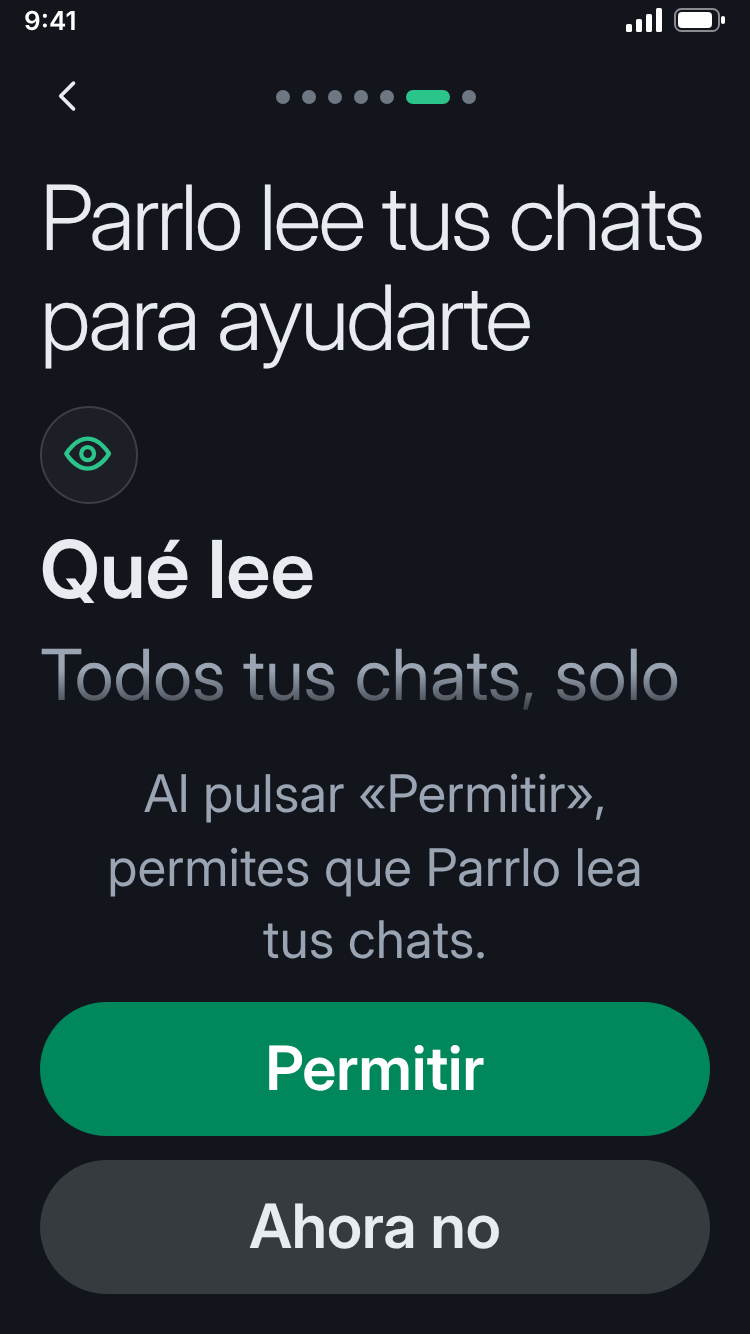 9:41
Parrlo lee tus chats
para ayudarte
Qué lee
Todos tus chats, solo
Al pulsar «Permitir»,
permites que Parrlo lea
tus chats.
Permitir
Ahora no